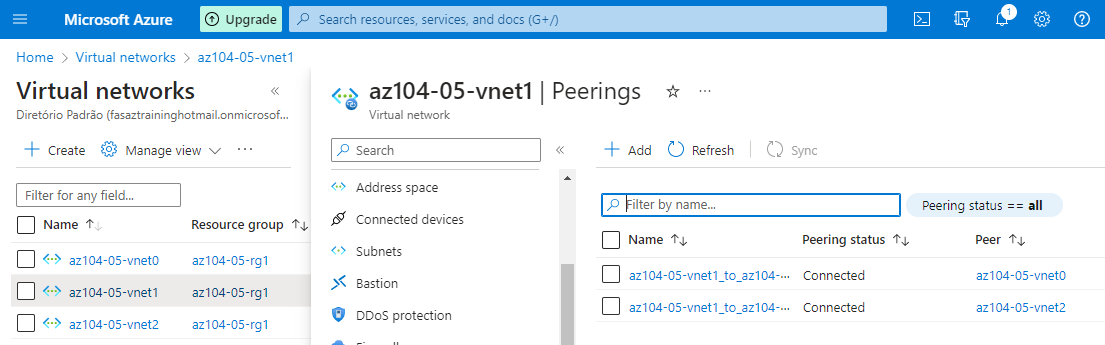 Microsoft Azure Upgrade Search resources, services, and docs (G+/) 1
Home Virtual networks az104-05-vnet1
Virtual networks
Diretório Padrão (fasaztraininghotmail.onmicrosof...
Create Manage view ...
Filter for any field...
Name Resource group
az104-05-vnet0 az104-05-rg1
az104-05-vnet1 az104-05-rg1
az104-05-vnet2 az104-05-rg1
az104-05-vnet1 | Peerings
Virtual network
Search
Address space
Connected devices
Subnets
Bastion
DDoS protection
Add Refresh Sync
Filter by name...
Peering status == all
Name Peering status Peer
az104-05-vnet1_to_az104-... Connected az104-05-vnet0
az104-05-vnet1_to_az104-... Connected az104-05-vnet2